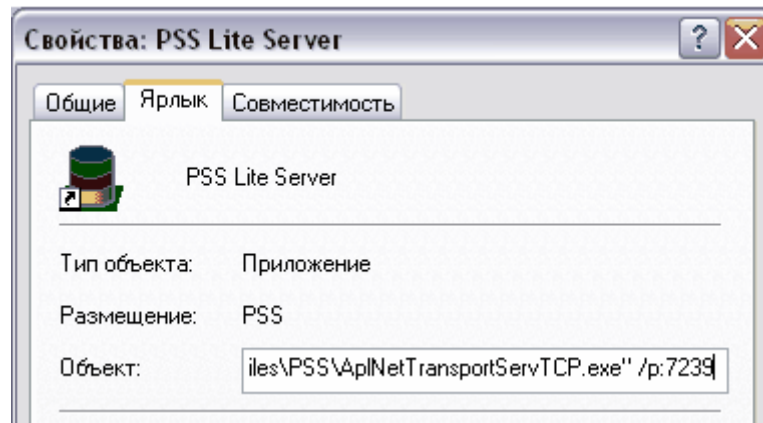 Свойства: PSS Lite Server
Общие Ярлык Совместимость
PSS Lite Server
Тип объекта: Приложение
Размещение: PSS
Объект: iles\PSS\AplNetTransportServTCP.exe" /p:7239